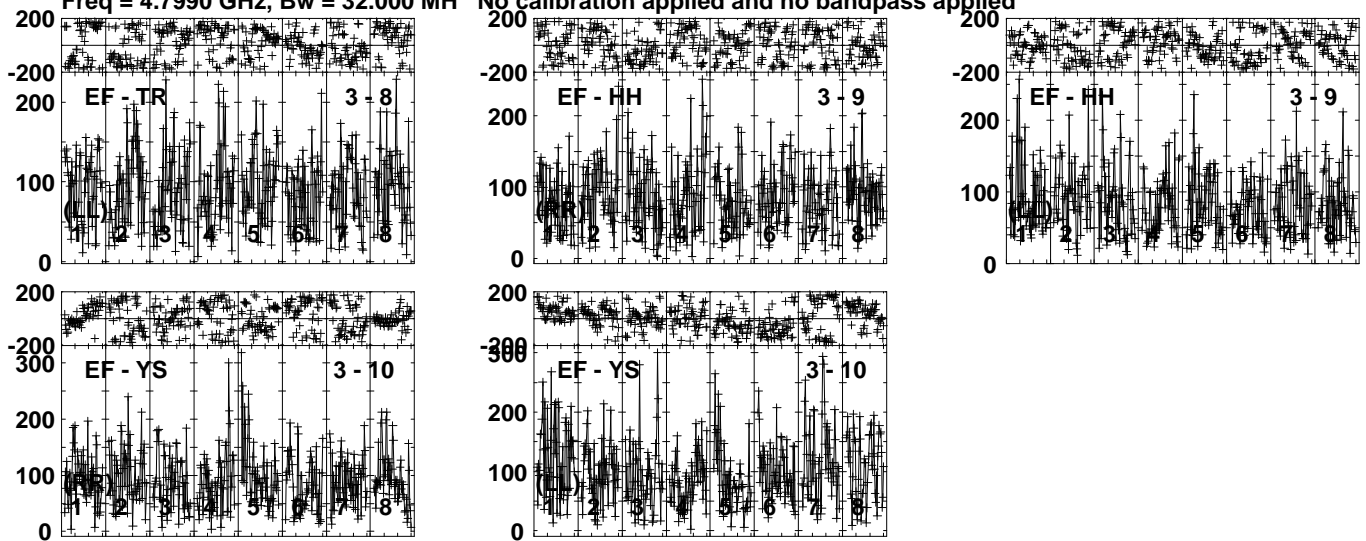 Freq = 4.7990 GHz, Bw = 32.000 MH No calibration applied and no bandpass applied
200
-200
EF - TR 3 - 8
200
100
0
(LL)
1 2 3 4 5 6 7 8
200
-200
EF - HH 3 - 9
200
100
0
(RR)
1 2 3 4 5 6 7 8
200
-200
EF - HH 3 - 9
200
100
0
(LL)
1 2 3 4 5 6 7 8
200
-200
EF - YS 3 - 10
300
200
100
0
(RR)
1 2 3 4 5 6 7 8
200
-200
300
EF - YS 3 - 10
200
100
0
(LL)
1 2 3 4 5 6 7 8